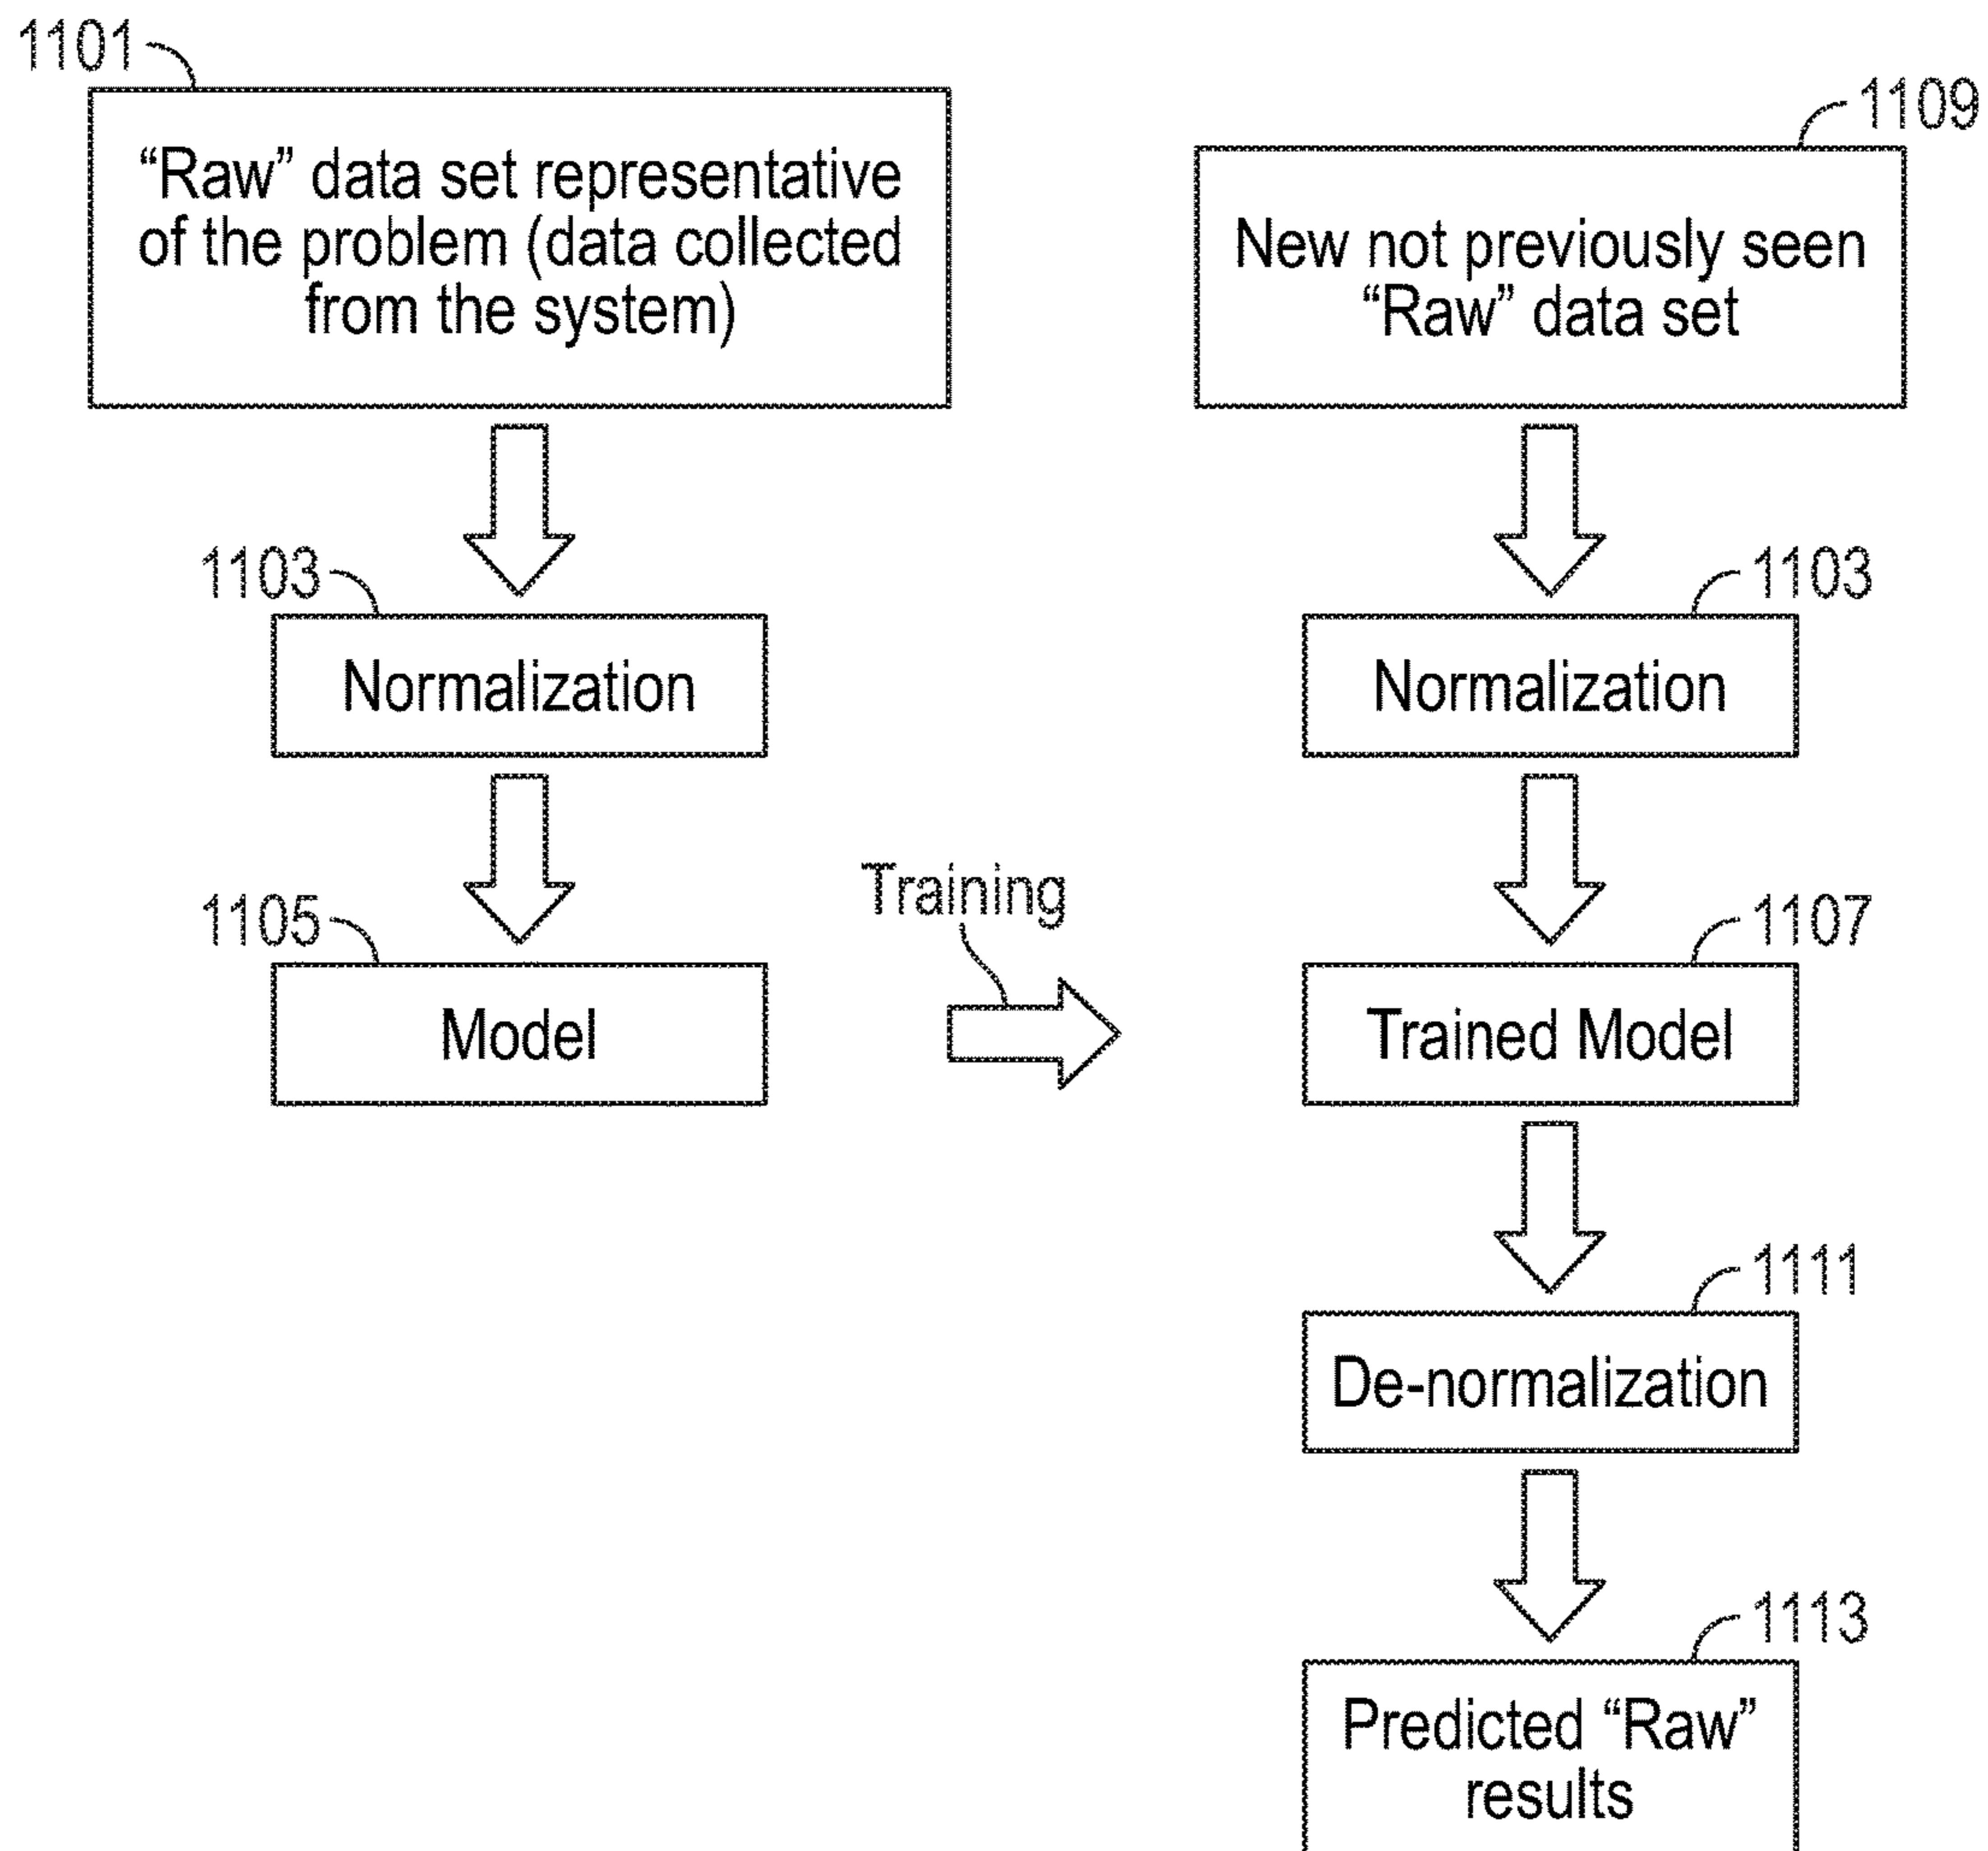 1101
“Raw” data set representative
of the problem (data collected
from the system)
1103
Normalization
1105
Model
Training
1109
New not previously seen
“Raw” data set
1103
Normalization
1107
Trained Model
1111
De-normalization
1113
Predicted “Raw”
results